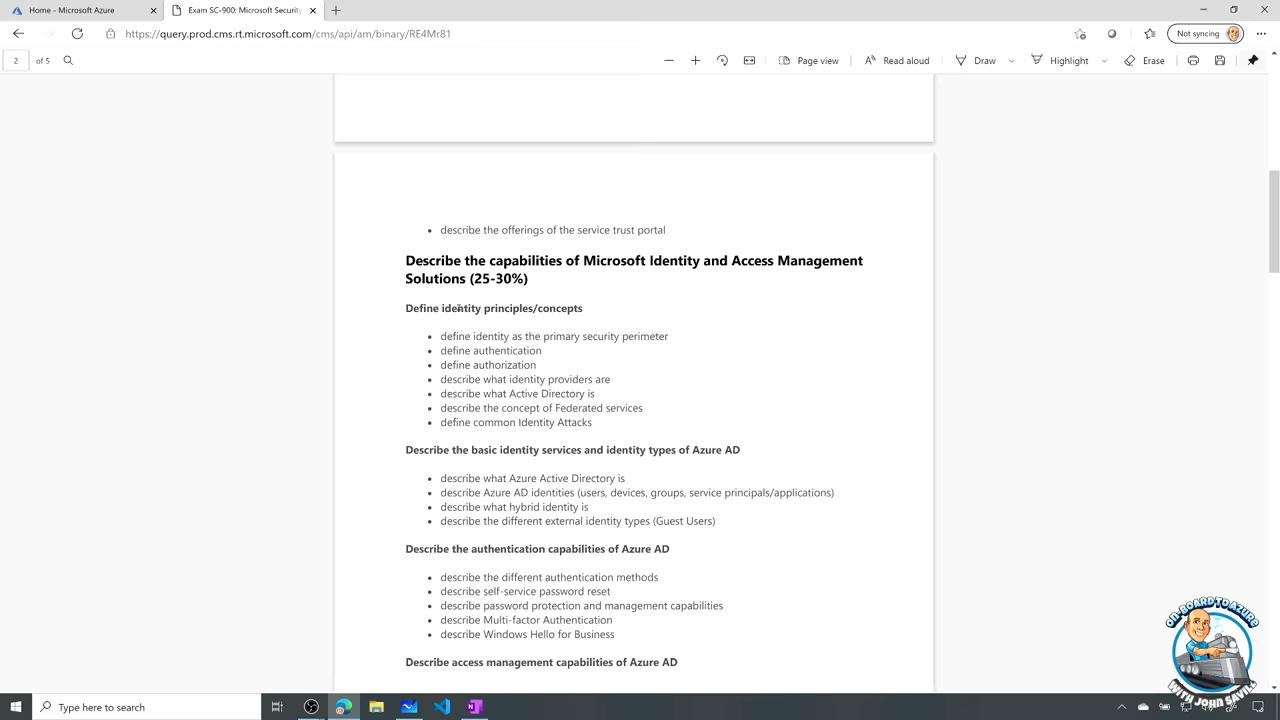 Home - Microsoft Azure
Exam SC-900: Microsoft Security
https://query.prod.cms.rt.microsoft.com/cms/api/am/binary/RE4Mr81
Not syncing
2 of 5
Page view
Read aloud
Draw
Highlight
Erase
• describe the offerings of the service trust portal
Describe the capabilities of Microsoft Identity and Access Management
Solutions (25-30%)
Define identity principles/concepts
• define identity as the primary security perimeter
• define authentication
• define authorization
• describe what identity providers are
• describe what Active Directory is
• describe the concept of Federated services
• define common Identity Attacks
Describe the basic identity services and identity types of Azure AD
• describe what Azure Active Directory is
• describe Azure AD identities (users, devices, groups, service principals/applications)
• describe what hybrid identity is
• describe the different external identity types (Guest Users)
Describe the authentication capabilities of Azure AD
• describe the different authentication methods
• describe self-service password reset
• describe password protection and management capabilities
• describe Multi-factor Authentication
• describe Windows Hello for Business
Describe access management capabilities of Azure AD
ON-BOARD TO AZURE
WITH JOHN SAVILL
Type here to search